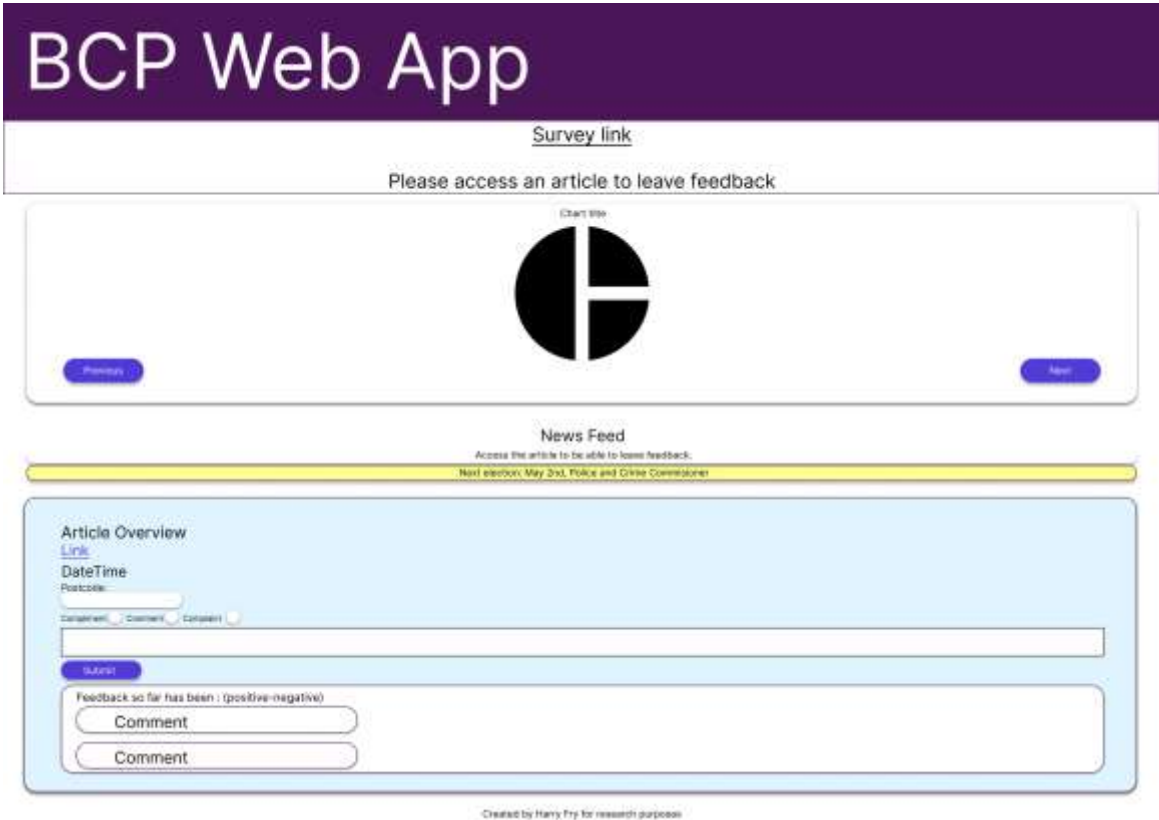 BCP Web App
Survey link
Please access an article to leave feedback
Chart title
Previous
Next
News Feed
Access the article to be able to leave feedback.
Next election: May 2nd, Police and Crime Commisioner
Article Overview
Link
DateTime
Postcode:
Compliment Comment Complaint
Submit
Feedback so far has been : (positive-negative)
Comment
Comment
Created by Harry Fry for research purposes